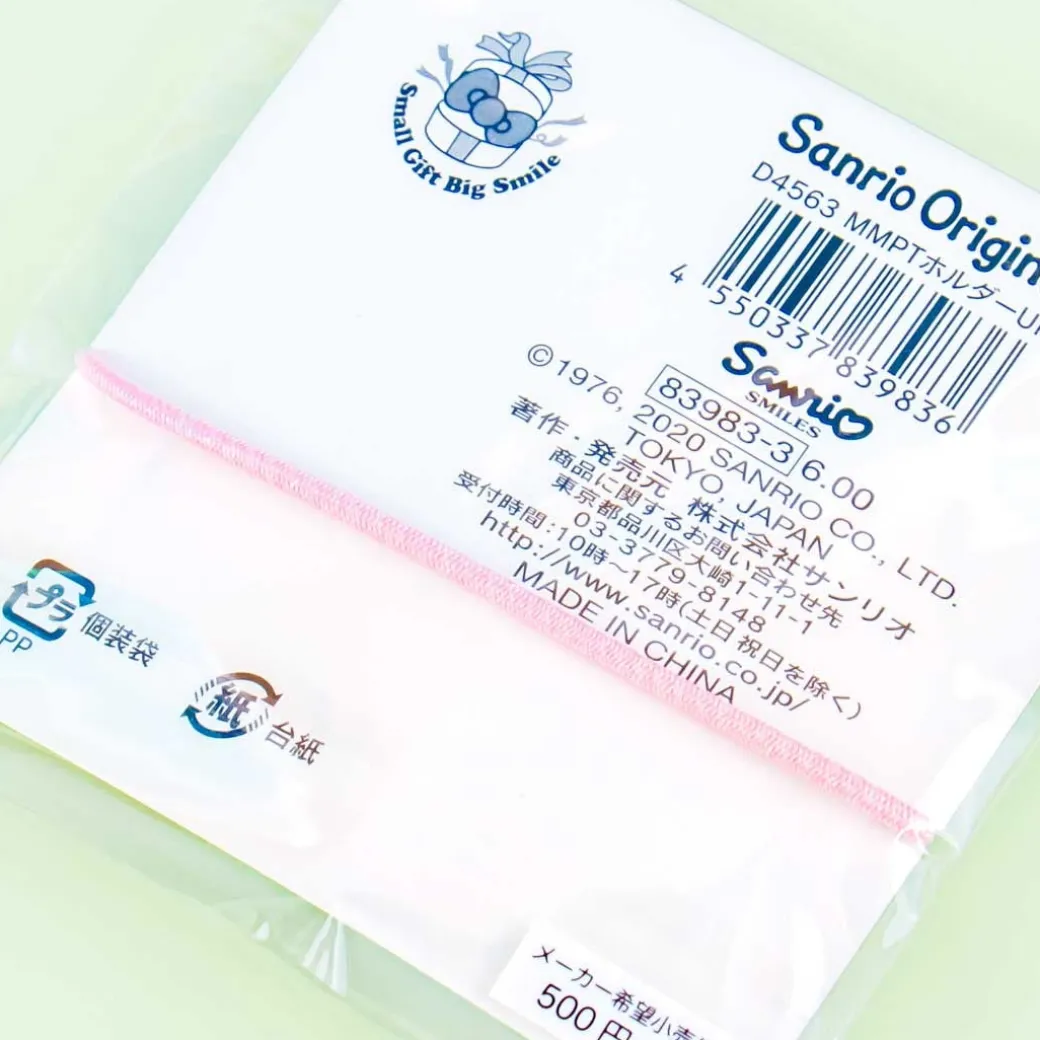 Small Gift Big Smile
Sanrio Origin
D4563 MMPTホルダーU
4 550337 839836
Sanrio
SMILES
83983-3 6.00
©1976, 2020 SANRIO CO., LTD.
TOKYO, JAPAN
著作・発売元 株式会社サンリオ
商品に関するお問い合わせ先
東京都品川区大崎1-11-1
03-3779-8148
受付時間:10時~17時(土日祝日を除く)
http://www.sanrio.co.jp/
MADE IN CHINA
プラ 個装袋
PP
紙 台紙
メーカー希望小売
500円